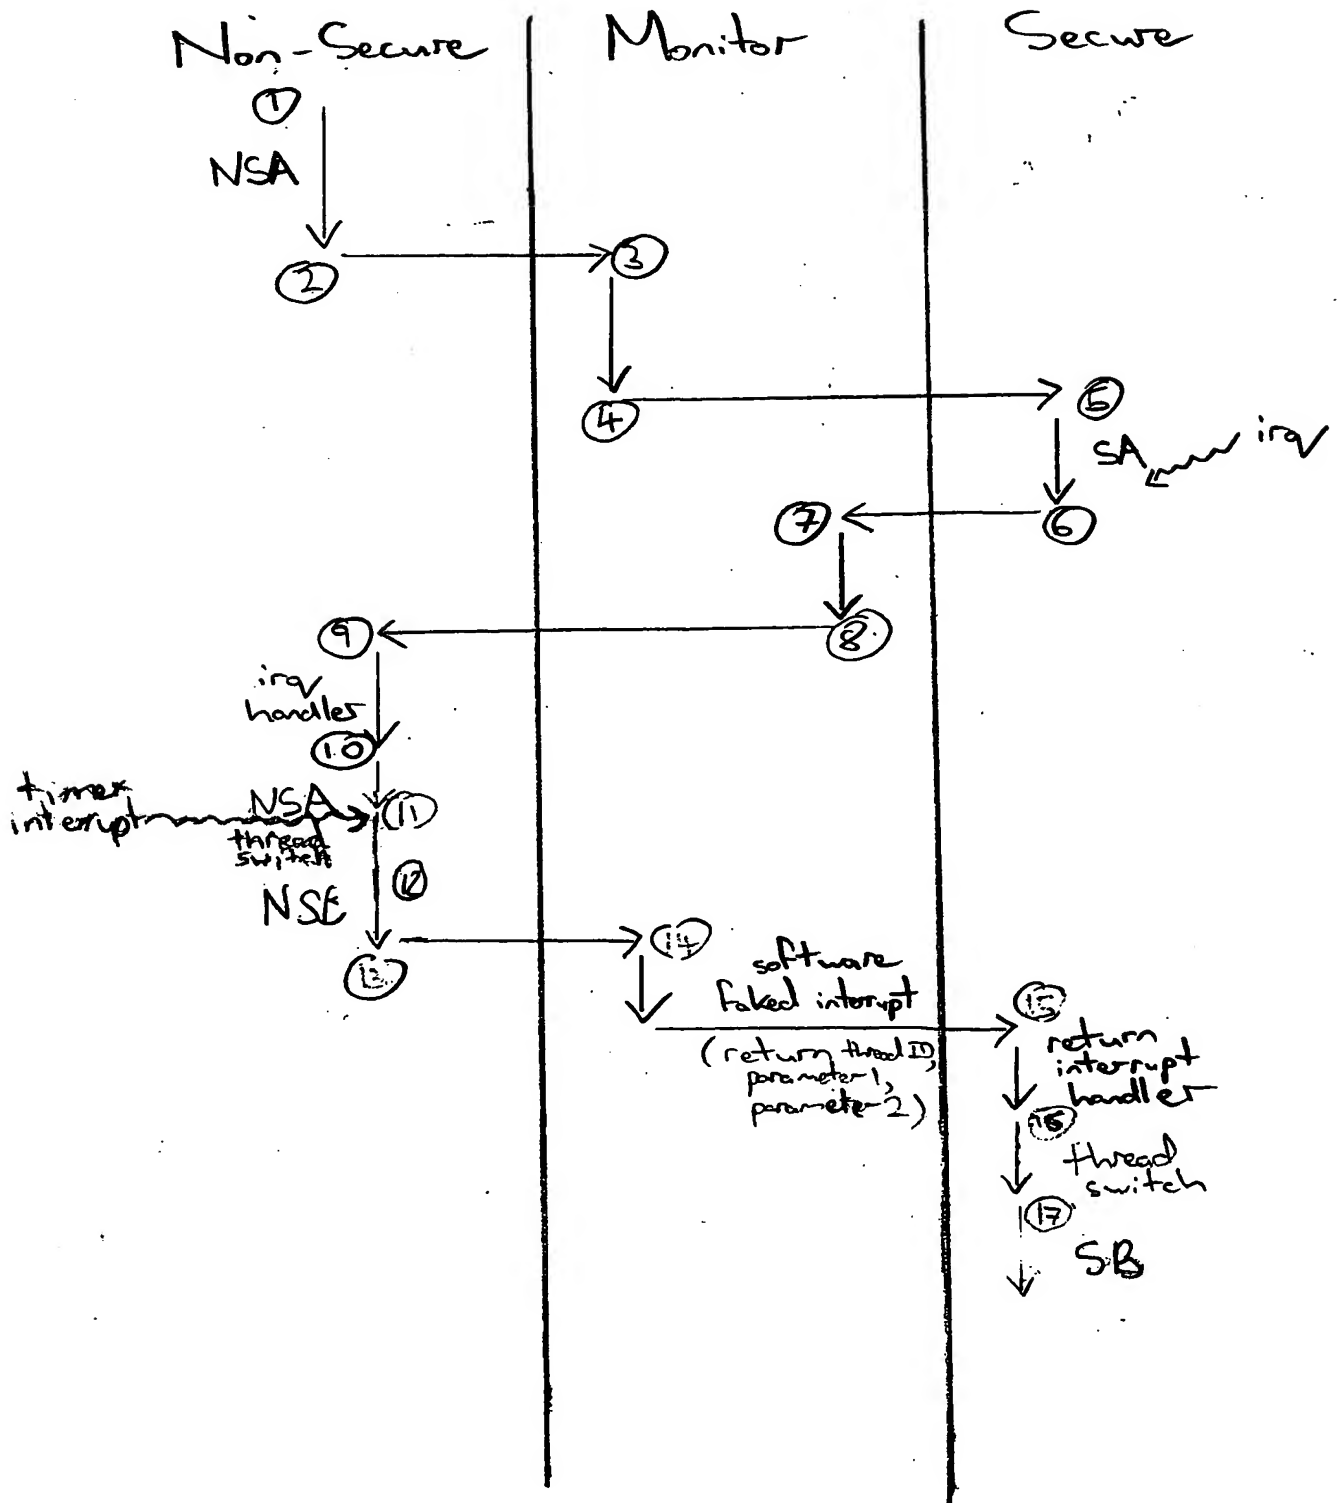 Non-Secure
Monitor
Secure
1
NSA
2
3
4
5
SA
irq
6
7
8
9
irq
handler
10
timer
interrupt
NSA
11
thread
switch
12
13
14
software
faked interrupt
(return thread ID,
parameter 1,
parameter 2)
15
return
interrupt
handler
16
thread
switch
17
SB